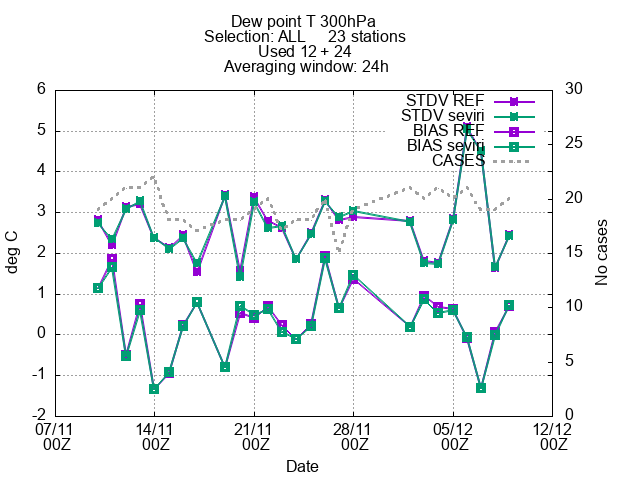 Dew point T 300hPa
Selection: ALL 23 stations
Used 12 + 24
Averaging window: 24h
6 30
STDV REF
STDV seviri
5 25
BIAS REF
BIAS seviri
CASES
4 20
3
2 15
1 10
0
-1 5
-2 0
deg C
No cases
07/11 14/11 21/11 28/11 05/12 12/12
00Z 00Z 00Z 00Z 00Z 00Z
Date